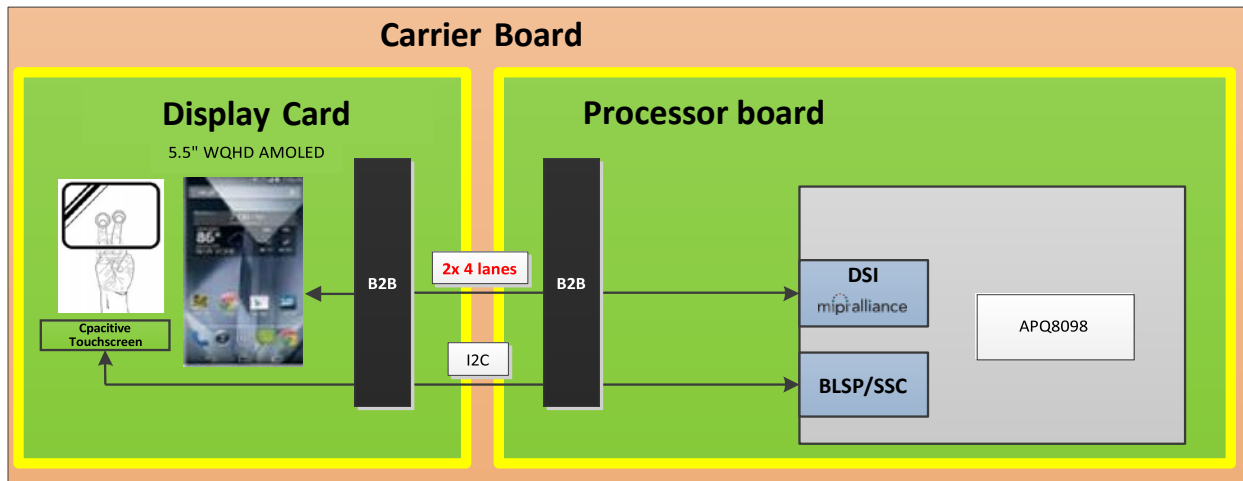 Carrier Board
Display Card
5.5" WQHD AMOLED
Cpacitive
Touchscreen
B2B
2x 4 lanes
I2C
Processor board
B2B
DSI
mipi alliance
BLSP/SSC
APQ8098